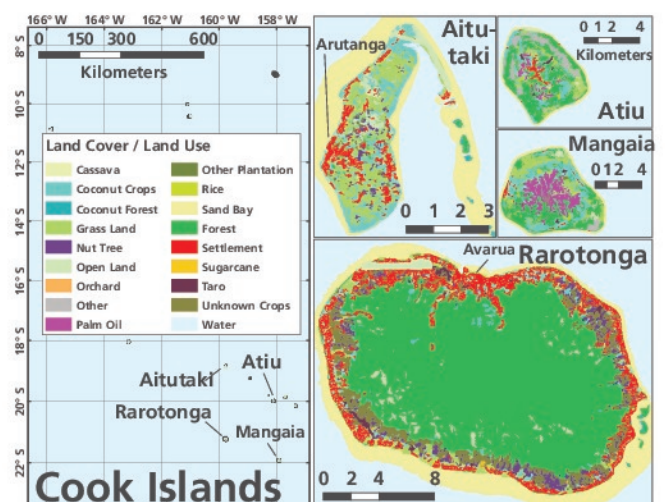 166°W
164°W
162°W
160°W
158°W
0 150 300 600
Kilometers
8°S
10°S
12°S
14°S
16°S
18°S
20°S
22°S
Land Cover / Land Use
Cassava
Coconut Crops
Coconut Forest
Grass Land
Nut Tree
Open Land
Orchard
Other
Palm Oil
Other Plantation
Rice
Sand Bay
Forest
Settlement
Sugarcane
Taro
Unknown Crops
Water
Aitutaki
Atiu
Rarotonga
Mangaia
Cook Islands
Arutanga
Aitu-
taki
0 1 2 3
0 1 2 4
Kilometers
Atiu
Mangaia
0 1 2 4
Avarua
Rarotonga
0 2 4 8